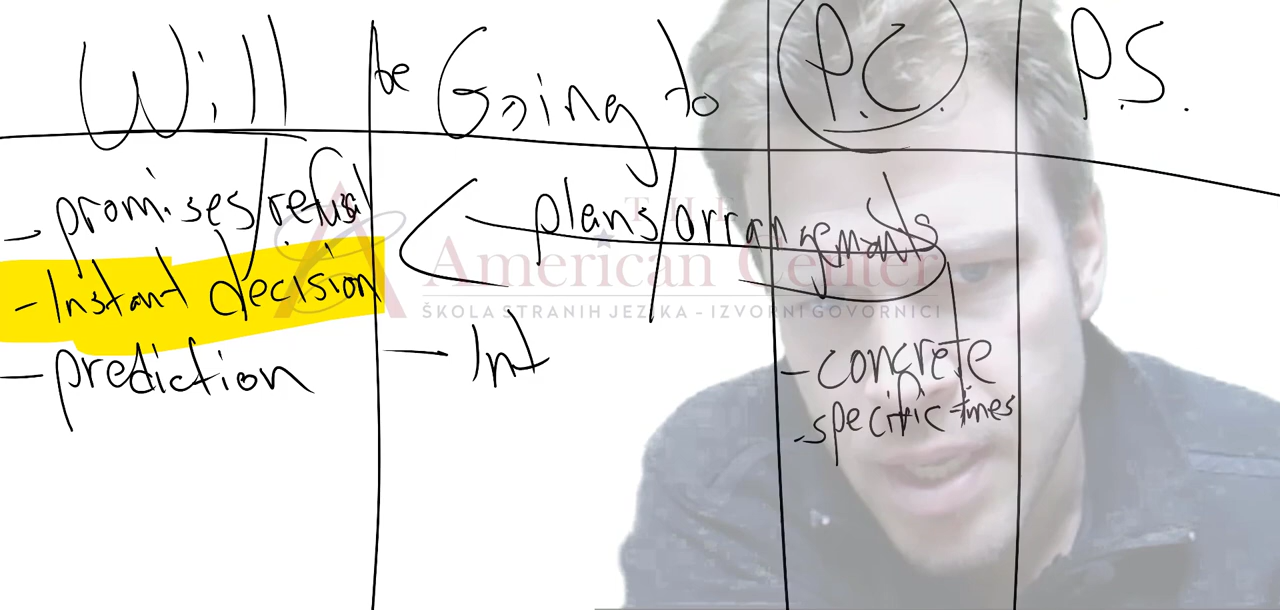 Will
be Going to
P.C.
P.S.
- promises/refusal
- Instant decision
- prediction
plans/arrangements
- Int
- concrete
- specific times
THE
American Center
ŠKOLA STRANIH JEZIKA - IZVORNI GOVORNICI